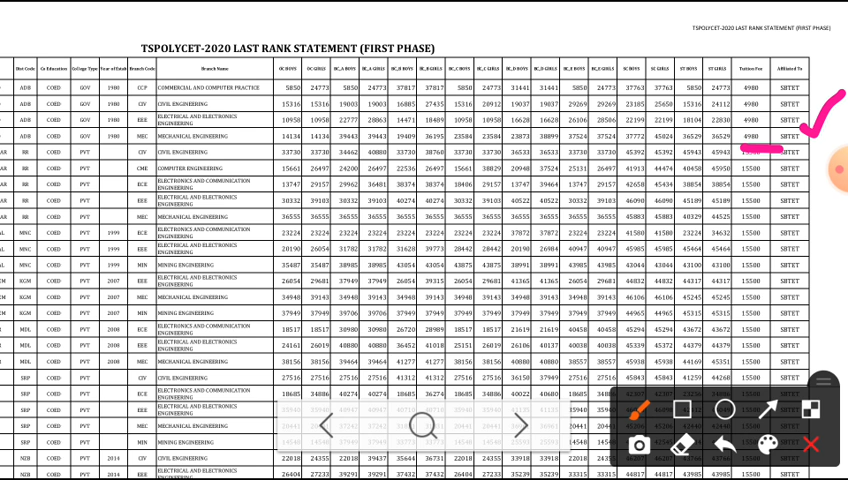 TSPOLYCET-2020 LAST RANK STATEMENT (FIRST PHASE)
TSPOLYCET-2020 LAST RANK STATEMENT (FIRST PHASE)
Dist Code Co Education College Type Year of Estab Branch Code Branch Name OC BOYS OC GIRLS BC_A BOYS BC_A GIRLS BC_B BOYS BC_B GIRLS BC_C BOYS BC_C GIRLS BC_D BOYS BC_D GIRLS BC_E BOYS BC_E GIRLS SC BOYS SC GIRLS ST BOYS ST GIRLS Tution Fee Affiliated To
ADB COED GOV 1980 CCP COMMERCIAL AND COMPUTER PRACTICE 5850 24773 5850 24773 37817 37817 5850 24773 31441 31441 5850 24773 37763 37763 5850 24773 4980 SBTET
ADB COED GOV 1980 CIV CIVIL ENGINEERING 15316 15316 19003 19003 16885 27435 15316 20912 19037 19037 29269 29269 23185 25650 15316 24112 4980 SBTET
ADB COED GOV 1980 EEE ELECTRICAL AND ELECTRONICS ENGINEERING 10958 10958 22777 28863 14471 18489 10958 10958 16628 16628 26106 28506 22199 22199 18104 22830 4980 SBTET
ADB COED GOV 1980 MEC MECHANICAL ENGINEERING 14134 14134 39443 39443 19409 36195 23584 23584 23873 38899 37524 37524 37772 45024 36529 36529 4980 SBTET
RR COED PVT CIV CIVIL ENGINEERING 33730 33730 34462 40880 33730 38760 33730 33730 36533 36533 33730 33730 45392 45392 45943 45943 SBTET
RR COED PVT CME COMPUTER ENGINEERING 15661 26497 24200 26497 22536 26497 15661 38829 20948 37524 25131 26497 41913 44474 40458 45950 15500 SBTET
RR COED PVT ECE ELECTRONICS AND COMMUNICATION ENGINEERING 13747 29157 29962 36481 38374 38374 18406 29157 13747 39464 13747 29157 42658 45434 38854 38854 15500 SBTET
RR COED PVT EEE ELECTRICAL AND ELECTRONICS ENGINEERING 30332 39103 39103 39103 40274 40274 30332 39103 40522 40522 30332 39103 46090 46090 45189 45189 15500 SBTET
RR COED PVT MEC MECHANICAL ENGINEERING 36555 36555 36555 36555 36555 36555 36555 36555 36555 36555 36555 36555 45883 45883 40329 44525 15500 SBTET
MNC COED PVT 1999 ECE ELECTRONICS AND COMMUNICATION ENGINEERING 23224 23224 23224 23224 23224 23224 23224 23224 37872 37872 23224 23224 41580 41580 23224 34632 15500 SBTET
MNC COED PVT 1999 EEE ELECTRICAL AND ELECTRONICS ENGINEERING 20190 26054 31782 31782 31628 39773 28442 28442 20190 26984 40947 40947 45985 45985 45464 45464 15500 SBTET
MNC COED PVT 1999 MIN MINING ENGINEERING 35487 35487 38985 38985 43054 43054 43875 43875 38991 38991 43985 43985 43044 43044 43100 43100 15500 SBTET
KGM COED PVT 2007 EEE ELECTRICAL AND ELECTRONICS ENGINEERING 26054 29681 37949 37949 26054 39315 26054 29681 41365 41365 26054 29681 44832 44832 44317 44317 15500 SBTET
KGM COED PVT 2007 MEC MECHANICAL ENGINEERING 34948 39143 34948 39143 34948 39143 34948 39143 34948 39143 34948 39143 46106 46106 45245 45245 15500 SBTET
KGM COED PVT 2007 MIN MINING ENGINEERING 37949 37949 39706 39706 37949 37949 37949 37949 37949 37949 37949 37949 44965 44965 45315 45315 15500 SBTET
MDL COED PVT 2008 ECE ELECTRONICS AND COMMUNICATION ENGINEERING 18517 18517 30980 30980 26720 28989 18517 18517 21619 21619 40458 40458 45294 45294 43672 43672 15500 SBTET
MDL COED PVT 2008 EEE ELECTRICAL AND ELECTRONICS ENGINEERING 24161 26019 40880 40880 36452 41018 25151 26019 26106 40137 40038 40038 45339 45372 44379 44379 15500 SBTET
MDL COED PVT 2008 MEC MECHANICAL ENGINEERING 38156 38156 39464 39464 41277 41277 38156 38156 40880 40880 38557 38557 45938 45938 44169 45351 15500 SBTET
SRP COED PVT CIV CIVIL ENGINEERING 27516 27516 27516 27516 41312 41312 27516 27516 36158 37949 27516 27516 45843 45843 41259 44268 15500 SBTET
SRP COED PVT ECE ELECTRONICS AND COMMUNICATION ENGINEERING 18685 34886 40274 40274 18685 36274 18685 34886 40022 40680 18685
SRP COED PVT EEE ELECTRICAL AND ELECTRONICS ENGINEERING 35940 15500 SBTET
SRP COED PVT MEC MECHANICAL ENGINEERING 20441
SRP COED PVT MIN MINING ENGINEERING
NZB COED PVT 2014 CIV CIVIL ENGINEERING 22018 24355 22018 39437 35644 36731 22018 24355 33978 33978 22018
NZB COED PVT 2014 EEE ELECTRICAL AND ELECTRONICS ENGINEERING 26404 27233 39291 39291 37432 37432 26404 27233 35239 35239 33315 33315 44817 44817 43985 43985 15500 SBTET